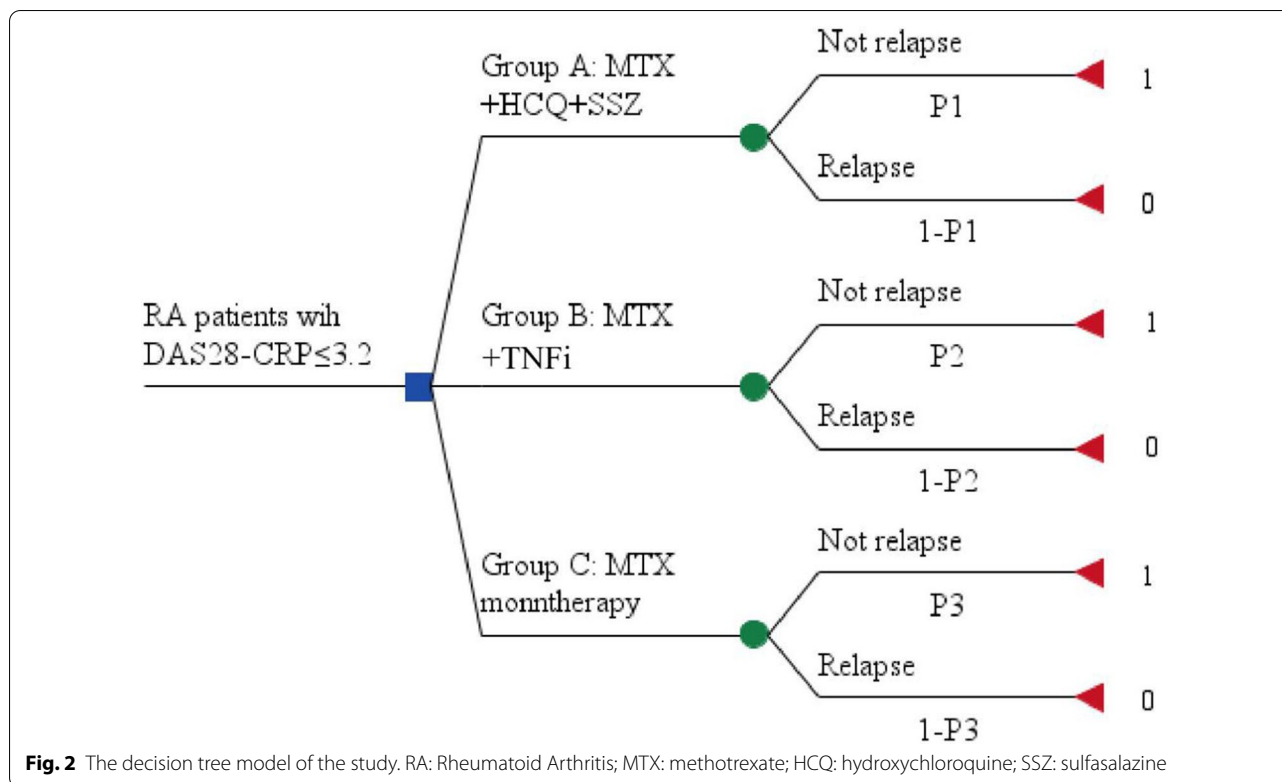 Not relapse
1
P1
Group A: MTX
+HCQ+SSZ
Relapse
0
1-P1
RA patients wih
DAS28-CRP≤3.2
Not relapse
1
P2
Group B: MTX
+TNFi
Relapse
0
1-P2
Not relapse
1
P3
Group C: MTX
monntherapy
Relapse
0
1-P3
Fig. 2 The decision tree model of the study. RA: Rheumatoid Arthritis; MTX: methotrexate; HCQ: hydroxychloroquine; SSZ: sulfasalazine